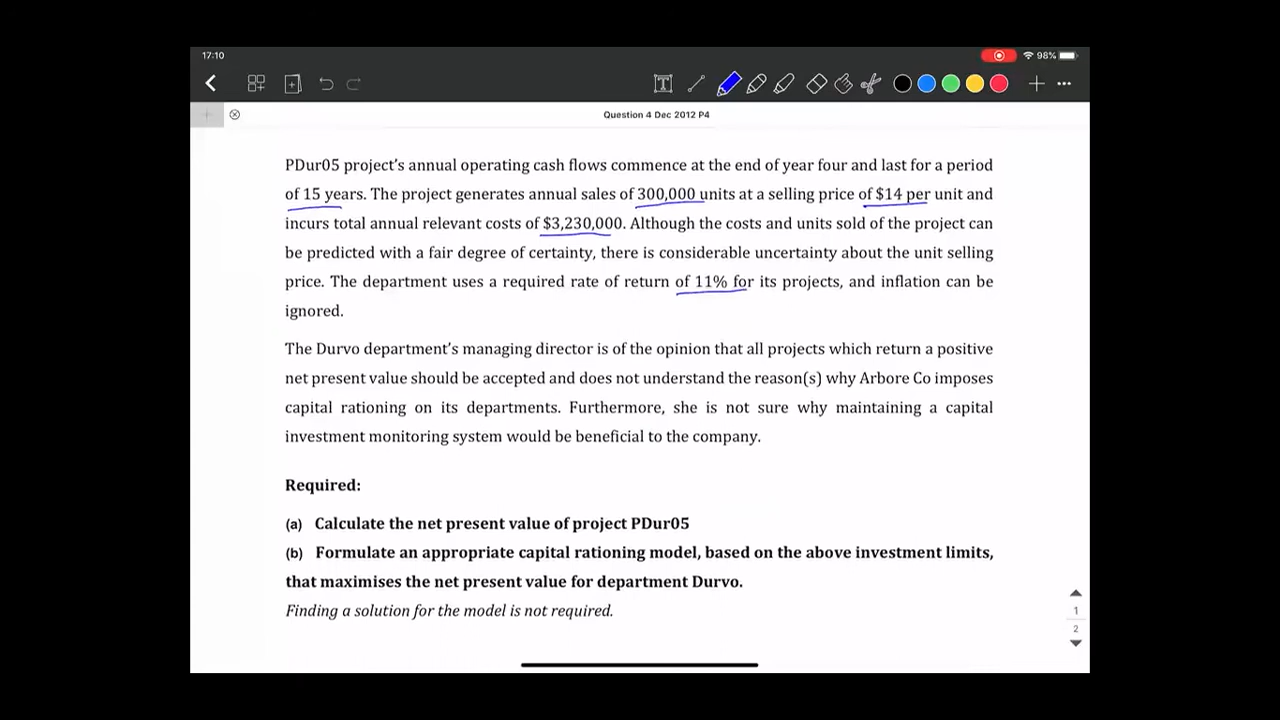 17:10
98%
Question 4 Dec 2012 P4
PDur05 project's annual operating cash flows commence at the end of year four and last for a period
of 15 years. The project generates annual sales of 300,000 units at a selling price of $14 per unit and
incurs total annual relevant costs of $3,230,000. Although the costs and units sold of the project can
be predicted with a fair degree of certainty, there is considerable uncertainty about the unit selling
price. The department uses a required rate of return of 11% for its projects, and inflation can be
ignored.
The Durvo department's managing director is of the opinion that all projects which return a positive
net present value should be accepted and does not understand the reason(s) why Arbore Co imposes
capital rationing on its departments. Furthermore, she is not sure why maintaining a capital
investment monitoring system would be beneficial to the company.
Required:
(a) Calculate the net present value of project PDur05
(b) Formulate an appropriate capital rationing model, based on the above investment limits,
that maximises the net present value for department Durvo.
Finding a solution for the model is not required.
1
2